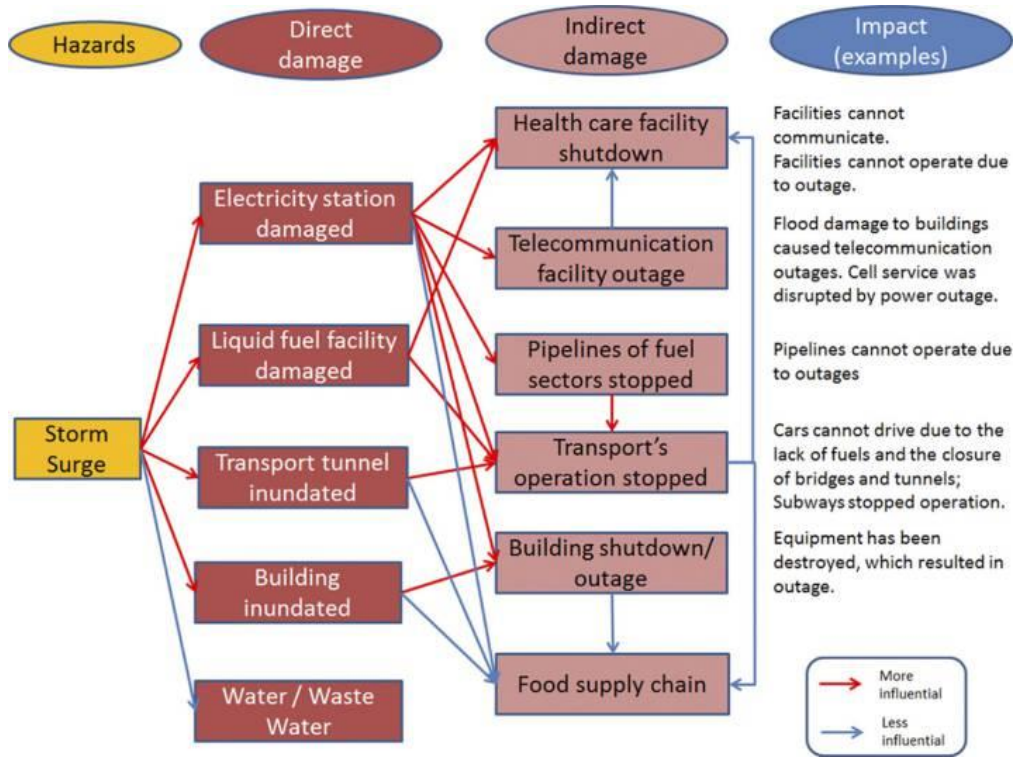 Hazards
Direct
damage
Indirect
damage
Impact
(examples)
Storm
Surge
Electricity station
damaged
Liquid fuel facility
damaged
Transport tunnel
inundated
Building
inundated
Water / Waste
Water
Health care facility
shutdown
Telecommunication
facility outage
Pipelines of fuel
sectors stopped
Transport's
operation stopped
Building shutdown/
outage
Food supply chain
Facilities cannot
communicate.
Facilities cannot operate due
to outage.
Flood damage to buildings
caused telecommunication
outages. Cell service was
disrupted by power outage.
Pipelines cannot operate due
to outages
Cars cannot drive due to the
lack of fuels and the closure
of bridges and tunnels;
Subways stopped operation.
Equipment has been
destroyed, which resulted in
outage.
More
influential
Less
influential